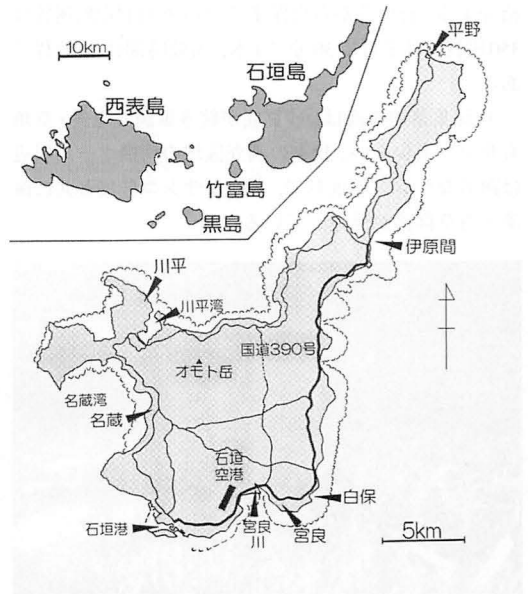 平野
10km
石垣島
西表島
竹富島
黒島
伊原間
川平
川平湾
国道390号
オモト岳
名蔵湾
名蔵
石垣
空港
白保
石垣港
宮良
川
宮良
5km